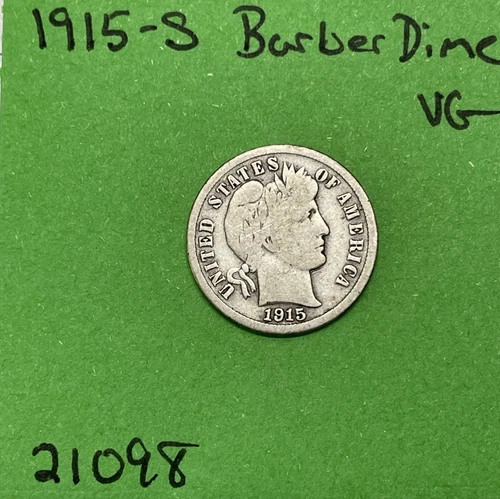 1915-S Barber Dime
VG
UNITED STATES OF AMERICA
1915
21098